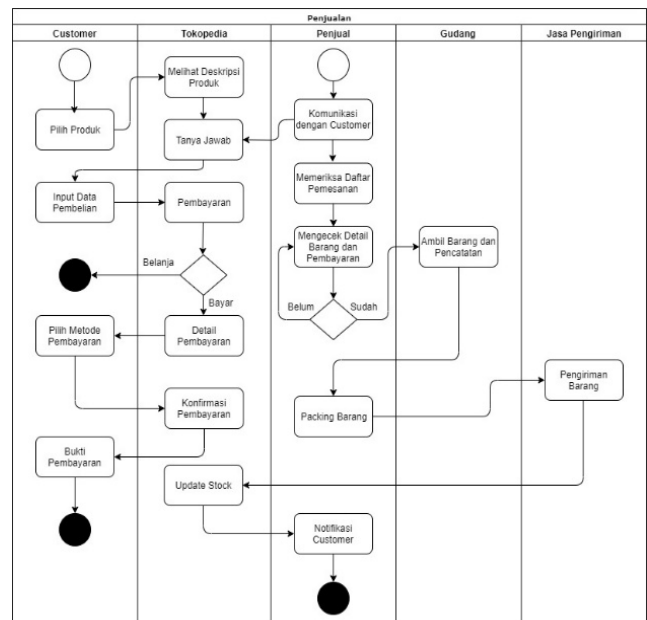 Penjualan
Customer
Tokopedia
Penjual
Gudang
Jasa Pengiriman
Melihat Deskripsi
Produk
Pilih Produk
Tanya Jawab
Komunikasi
dengan Customer
Input Data
Pembelian
Pembayaran
Memeriksa Daftar
Pemesanan
Mengecek Detail
Barang dan
Pembayaran
Ambil Barang dan
Pencatatan
Belanja
Bayar
Belum
Sudah
Pilih Metode
Pembayaran
Detail
Pembayaran
Konfirmasi
Pembayaran
Packing Barang
Pengiriman
Barang
Bukti
Pembayaran
Update Stock
Notifikasi
Customer